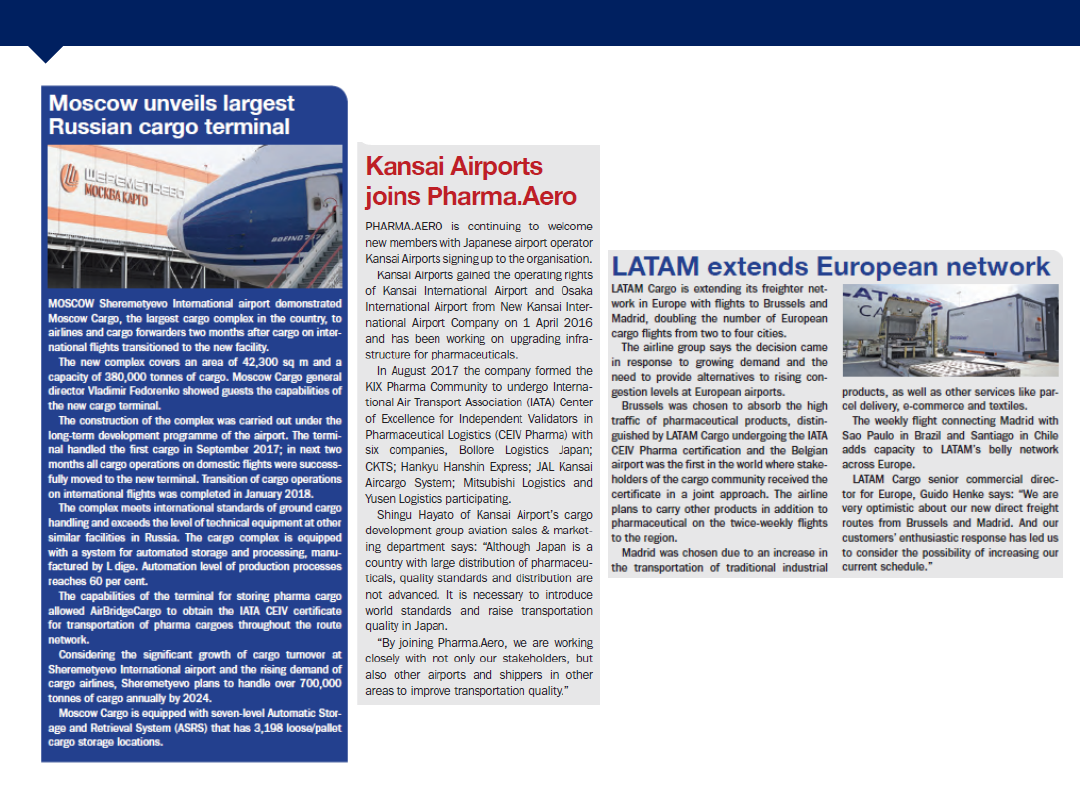 Moscow unveils largest
Russian cargo terminal
ШЕРЕМЕТЬЕВО
МОСКВА КАРГО
BOEING 747
MOSCOW Sheremetyevo International airport demonstrated
Moscow Cargo, the largest cargo complex in the country, to
airlines and cargo forwarders two months after cargo on inter-
national flights transitioned to the new facility.
The new complex covers an area of 42,300 sq m and a
capacity of 380,000 tonnes of cargo. Moscow Cargo general
director Vladimir Fedorenko showed guests the capabilities of
the new cargo terminal.
The construction of the complex was carried out under the
long-term development programme of the airport. The termi-
nal handled the first cargo in September 2017; in next two
months all cargo operations on domestic flights were success-
fully moved to the new terminal. Transition of cargo operations
on international flights was completed in January 2018.
The complex meets international standards of ground cargo
handling and exceeds the level of technical equipment at other
similar facilities in Russia. The cargo complex is equipped
with a system for automated storage and processing, manu-
factured by L dige. Automation level of production processes
reaches 60 per cent.
The capabilities of the terminal for storing pharma cargo
allowed AirBridgeCargo to obtain the IATA CEIV certificate
for transportation of pharma cargoes throughout the route
network.
Considering the significant growth of cargo turnover at
Sheremetyevo International airport and the rising demand of
cargo airlines, Sheremetyevo plans to handle over 700,000
tonnes of cargo annually by 2024.
Moscow Cargo is equipped with seven-level Automatic Stor-
age and Retrieval System (ASRS) that has 3,198 loose/pallet
cargo storage locations.
Kansai Airports
joins Pharma.Aero
PHARMA.AERO is continuing to welcome
new members with Japanese airport operator
Kansai Airports signing up to the organisation.
Kansai Airports gained the operating rights
of Kansai International Airport and Osaka
International Airport from New Kansai Inter-
national Airport Company on 1 April 2016
and has been working on upgrading infra-
structure for pharmaceuticals.
In August 2017 the company formed the
KIX Pharma Community to undergo Interna-
tional Air Transport Association (IATA) Center
of Excellence for Independent Validators in
Pharmaceutical Logistics (CEIV Pharma) with
six companies, Bollore Logistics Japan;
CKTS; Hankyu Hanshin Express; JAL Kansai
Aircargo System; Mitsubishi Logistics and
Yusen Logistics participating.
Shingu Hayato of Kansai Airport's cargo
development group aviation sales & market-
ing department says: “Although Japan is a
country with large distribution of pharmaceu-
ticals, quality standards and distribution are
not advanced. It is necessary to introduce
world standards and raise transportation
quality in Japan.
“By joining Pharma.Aero, we are working
closely with not only our stakeholders, but
also other airports and shippers in other
areas to improve transportation quality.”
LATAM extends European network
LATAM Cargo is extending its freighter net-
work in Europe with flights to Brussels and
Madrid, doubling the number of European
cargo flights from two to four cities.
The airline group says the decision came
in response to growing demand and the
need to provide alternatives to rising con-
gestion levels at European airports.
Brussels was chosen to absorb the high
traffic of pharmaceutical products, distin-
guished by LATAM Cargo undergoing the IATA
CEIV Pharma certification and the Belgian
airport was the first in the world where stake-
holders of the cargo community received the
certificate in a joint approach. The airline
plans to carry other products in addition to
pharmaceutical on the twice-weekly flights
to the region.
Madrid was chosen due to an increase in
the transportation of traditional industrial
products, as well as other services like par-
cel delivery, e-commerce and textiles.
The weekly flight connecting Madrid with
Sao Paulo in Brazil and Santiago in Chile
adds capacity to LATAM's belly network
across Europe.
LATAM Cargo senior commercial direc-
tor for Europe, Guido Henke says: “We are
very optimistic about our new direct freight
routes from Brussels and Madrid. And our
customers' enthusiastic response has led us
to consider the possibility of increasing our
current schedule.”